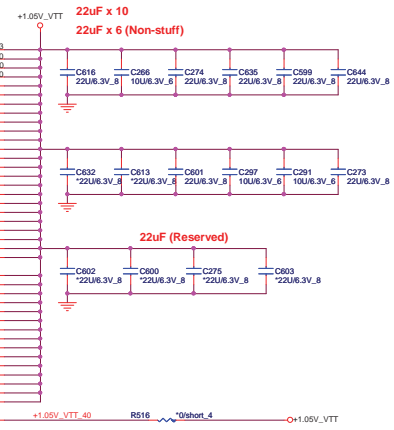 +1.05V_VTT
22uF x 10
22uF x 6 (Non-stuff)
C616 C266 C274 C635 C599 C644
22U/6.3V_8 10U/6.3V_6 22U/6.3V_8 22U/6.3V_8 22U/6.3V_8 22U/6.3V_8
C632 C613 C601 C297 C291 C273
*22U/6.3V_8 *22U/6.3V_8 22U/6.3V_8 10U/6.3V_6 10U/6.3V_6 22U/6.3V_8
22uF (Reserved)
C602 C600 C275 C603
*22U/6.3V_8 *22U/6.3V_8 *22U/6.3V_8 *22U/6.3V_8
+1.05V_VTT_40 R516 *0/short_4 +1.05V_VTT